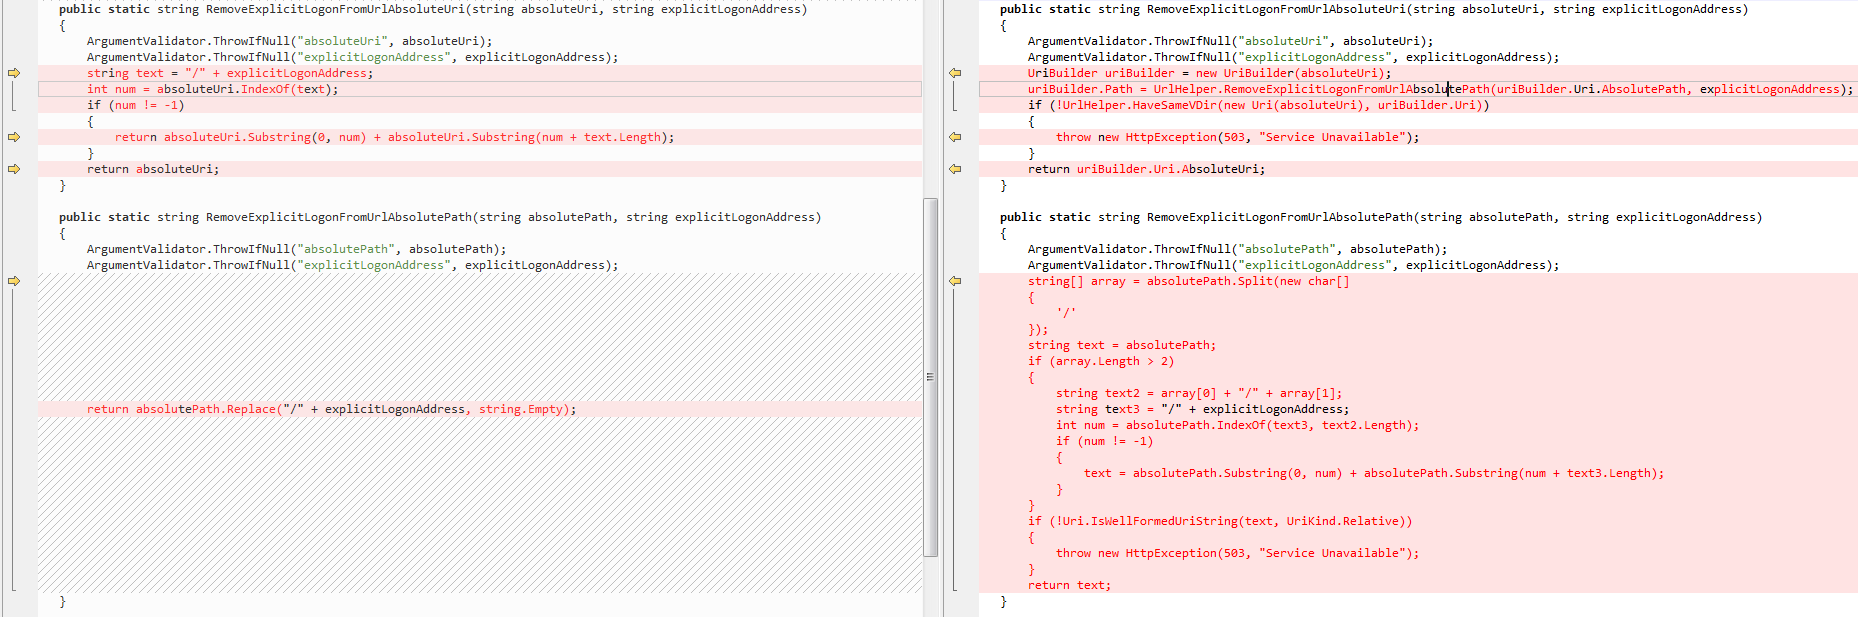 public static string RemoveExplicitLogonFromUrlAbsoluteUri(string absoluteUri, string explicitLogonAddress)
{
ArgumentValidator.ThrowIfNull("absoluteUri", absoluteUri);
ArgumentValidator.ThrowIfNull("explicitLogonAddress", explicitLogonAddress);
string text = "/" + explicitLogonAddress;
int num = absoluteUri.IndexOf(text);
if (num != -1)
{
return absoluteUri.Substring(0, num) + absoluteUri.Substring(num + text.Length);
}
return absoluteUri;
}
public static string RemoveExplicitLogonFromUrlAbsolutePath(string absolutePath, string explicitLogonAddress)
{
ArgumentValidator.ThrowIfNull("absolutePath", absolutePath);
ArgumentValidator.ThrowIfNull("explicitLogonAddress", explicitLogonAddress);
return absolutePath.Replace("/" + explicitLogonAddress, string.Empty);
}
public static string RemoveExplicitLogonFromUrlAbsoluteUri(string absoluteUri, string explicitLogonAddress)
{
ArgumentValidator.ThrowIfNull("absoluteUri", absoluteUri);
ArgumentValidator.ThrowIfNull("explicitLogonAddress", explicitLogonAddress);
UriBuilder uriBuilder = new UriBuilder(absoluteUri);
uriBuilder.Path = UrlHelper.RemoveExplicitLogonFromUrlAbsolutePath(uriBuilder.Uri.AbsolutePath, explicitLogonAddress);
if (!UrlHelper.HaveSameVDir(new Uri(absoluteUri), uriBuilder.Uri))
{
throw new HttpException(503, "Service Unavailable");
}
return uriBuilder.Uri.AbsoluteUri;
}
public static string RemoveExplicitLogonFromUrlAbsolutePath(string absolutePath, string explicitLogonAddress)
{
ArgumentValidator.ThrowIfNull("absolutePath", absolutePath);
ArgumentValidator.ThrowIfNull("explicitLogonAddress", explicitLogonAddress);
string[] array = absolutePath.Split(new char[]
{
'/'
});
string text = absolutePath;
if (array.Length > 2)
{
string text2 = array[0] + "/" + array[1];
string text3 = "/" + explicitLogonAddress;
int num = absolutePath.IndexOf(text3, text2.Length);
if (num != -1)
{
text = absolutePath.Substring(0, num) + absolutePath.Substring(num + text3.Length);
}
}
if (!Uri.IsWellFormedUriString(text, UriKind.Relative))
{
throw new HttpException(503, "Service Unavailable");
}
return text;
}